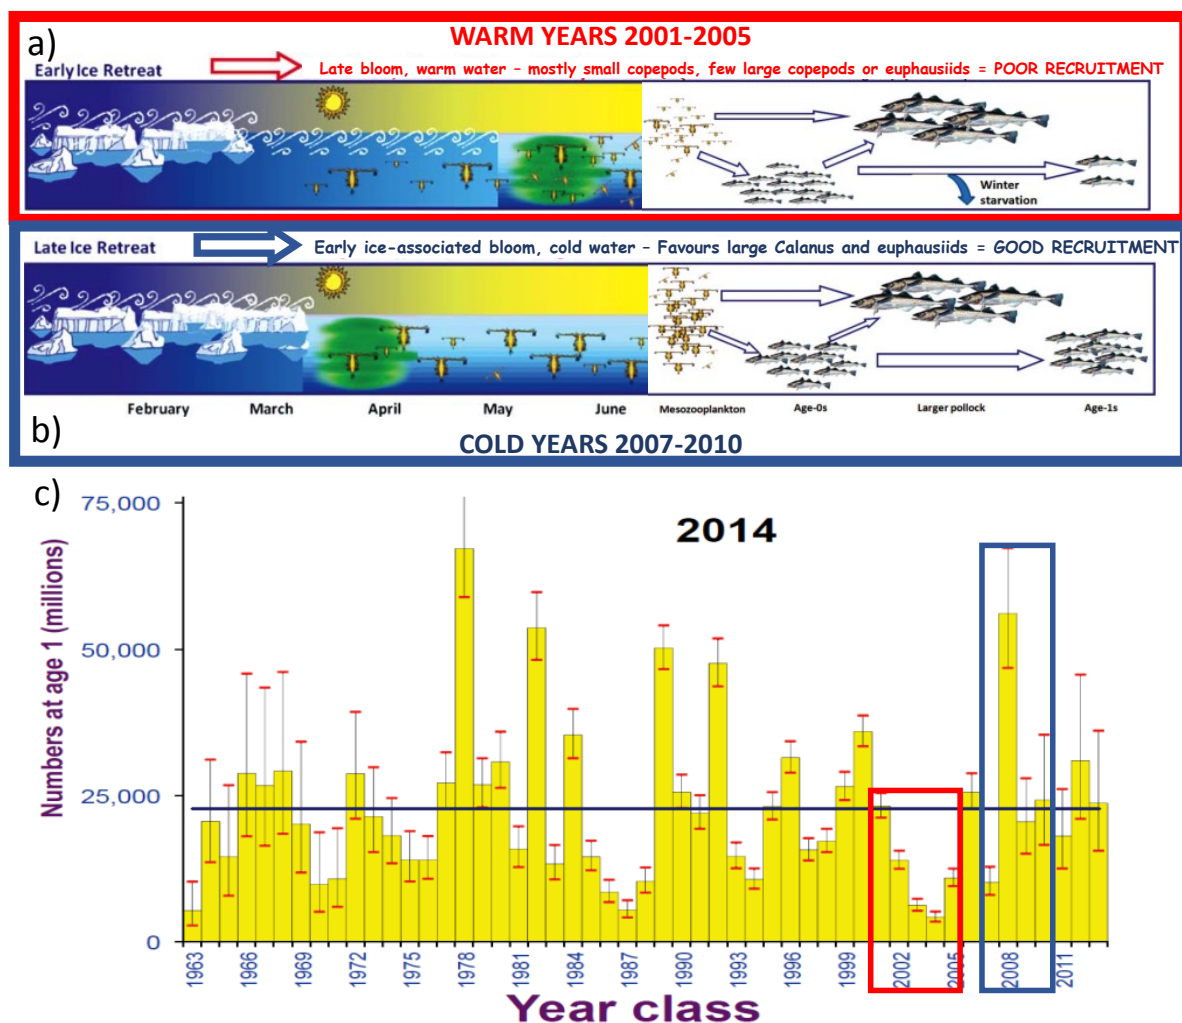 a)
WARM YEARS 2001-2005
Early Ice Retreat
Late bloom, warm water – mostly small copepods, few large copepods or euphausiids = POOR RECRUITMENT
Winter
starvation
Late Ice Retreat
Early ice-associated bloom, cold water – Favours large Calanus and euphausiids = GOOD RECRUITMENT
February March April May June Mesozooplankton Age-0s Larger pollock Age-1s
b)
COLD YEARS 2007-2010
c)
2014
Numbers at age 1 (millions)
75,000
50,000
25,000
0
1963 1966 1969 1972 1975 1978 1981 1984 1987 1990 1993 1996 1999 2002 2005 2008 2011
Year class